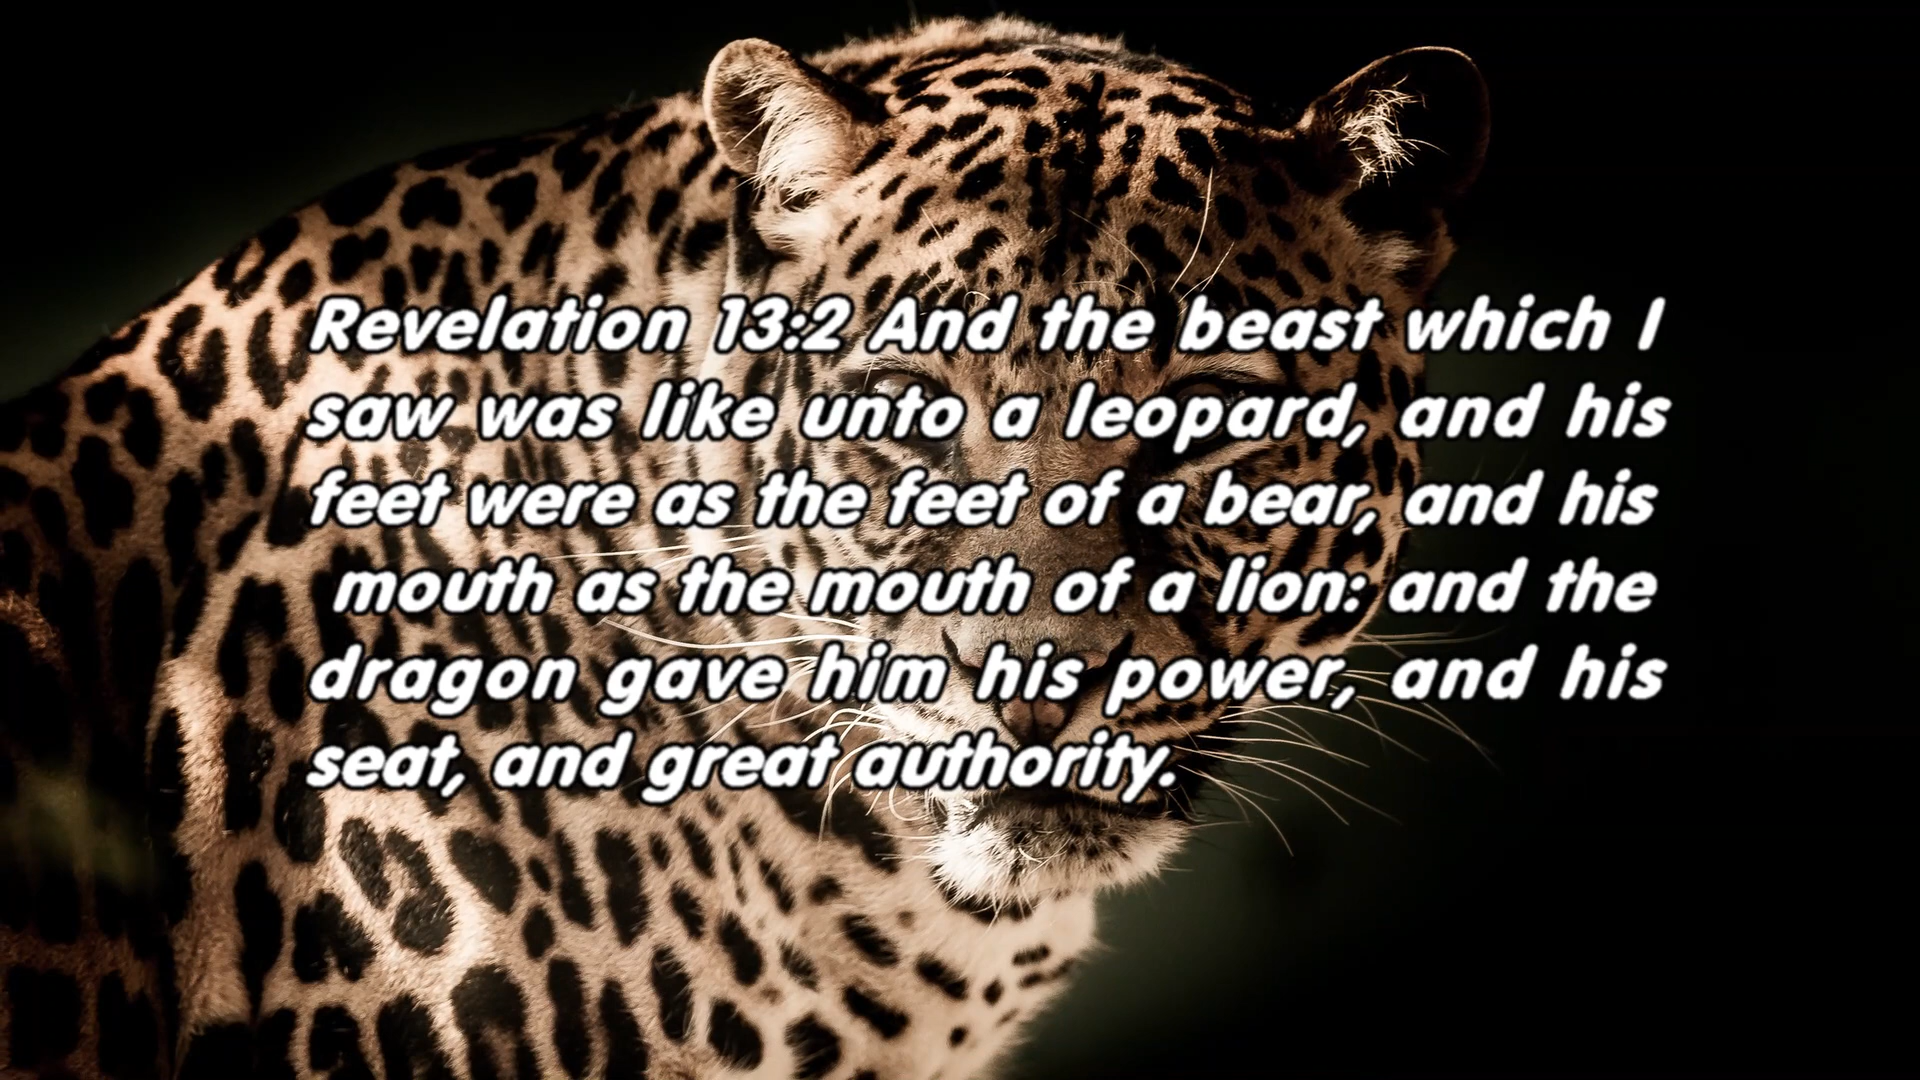 Revelation 13:2 And the beast which I
saw was like unto a leopard, and his
feet were as the feet of a bear, and his
mouth as the mouth of a lion: and the
dragon gave him his power, and his
seat, and great authority.